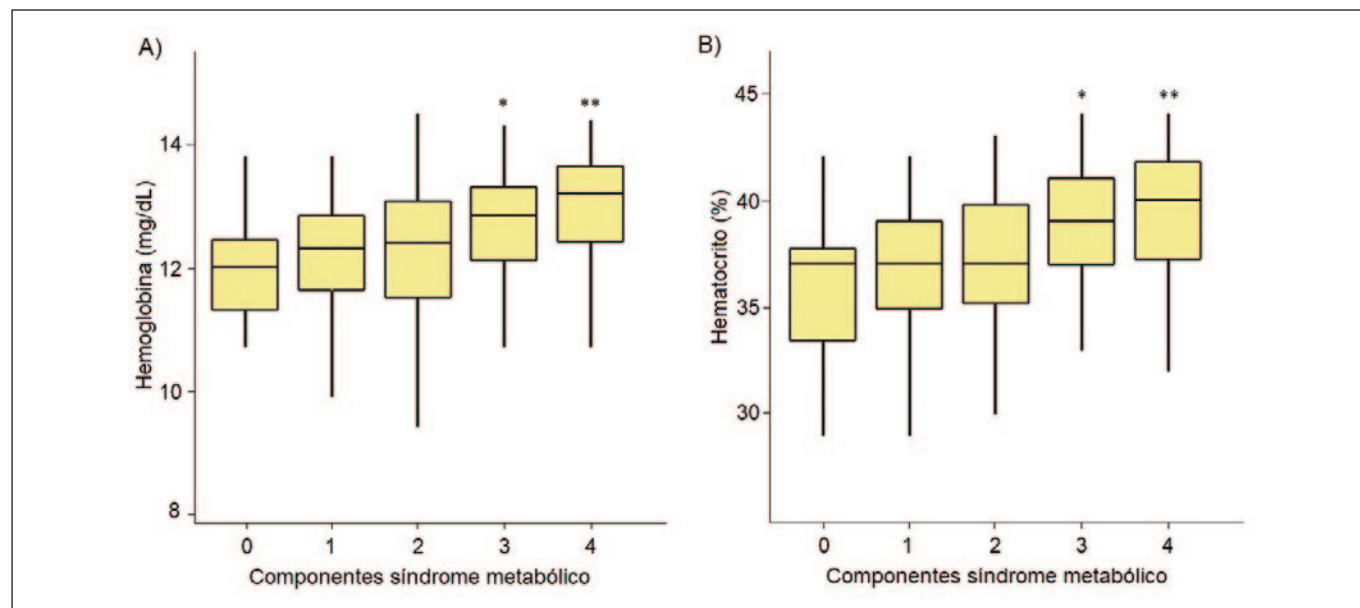 A)
Hemoglobina (mg/dL)
14
12
10
8
* **
0 1 2 3 4
Componentes síndrome metabólico
B)
Hematocrito (%)
45
40
35
30
* **
0 1 2 3 4
Componentes síndrome metabólico